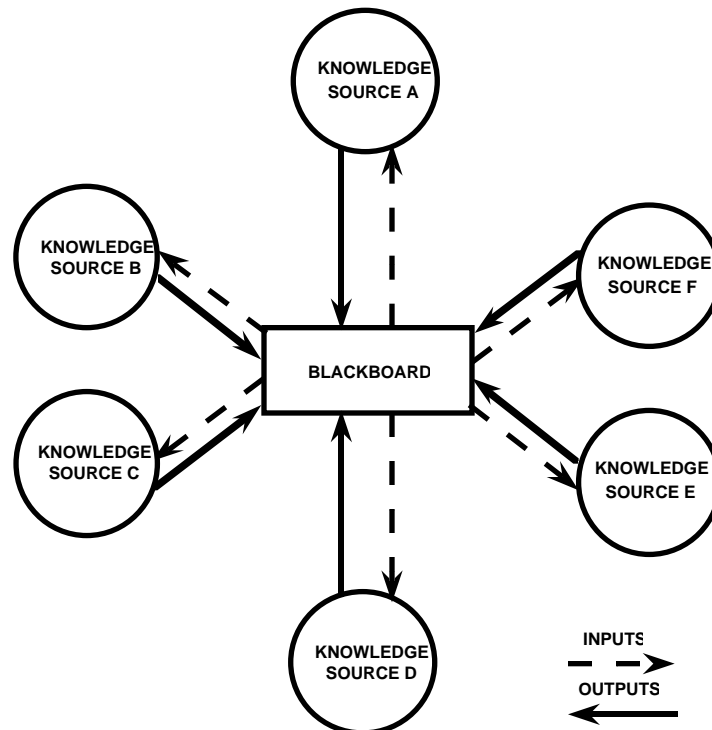 KNOWLEDGE
SOURCE A
KNOWLEDGE
SOURCE B
KNOWLEDGE
SOURCE F
BLACKBOARD
KNOWLEDGE
SOURCE C
KNOWLEDGE
SOURCE E
KNOWLEDGE
SOURCE D
INPUTS
OUTPUTS